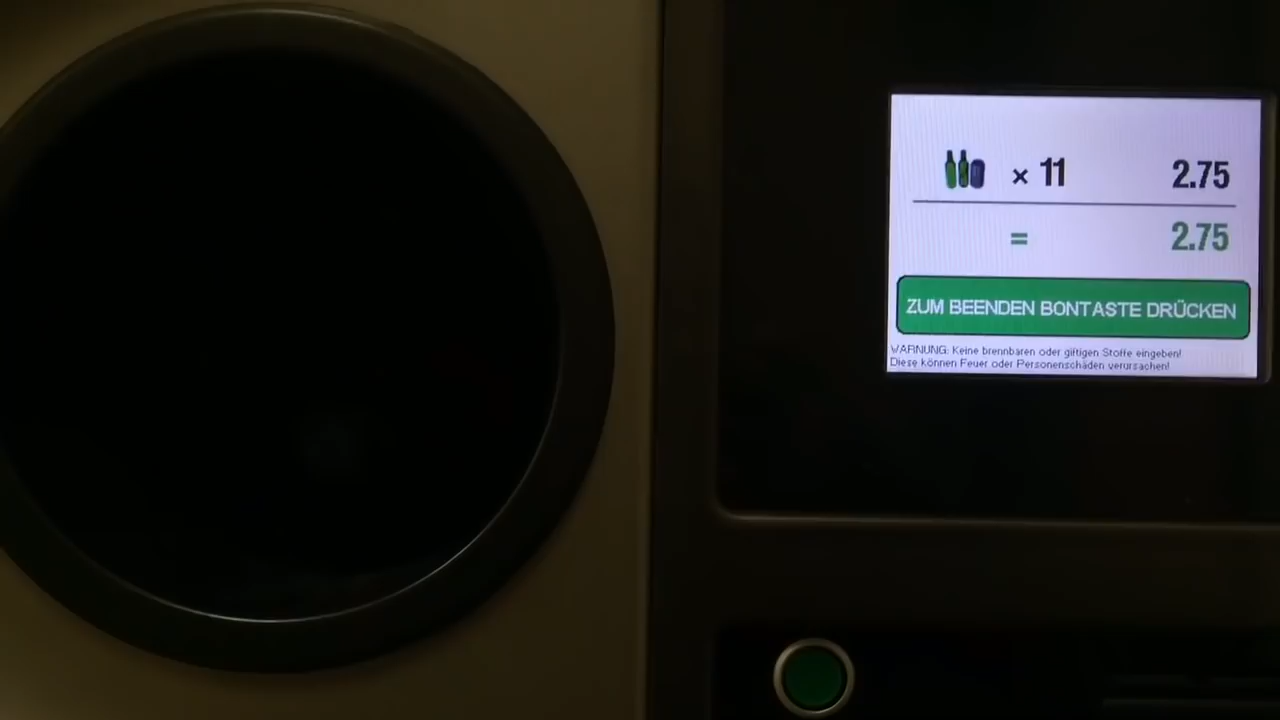 × 11 2.75
= 2.75
ZUM BEENDEN BONTASTE DRÜCKEN
WARNUNG: Keine brennbaren oder giftigen Stoffe eingeben!
Diese können Feuer oder Personenschäden verursachen!